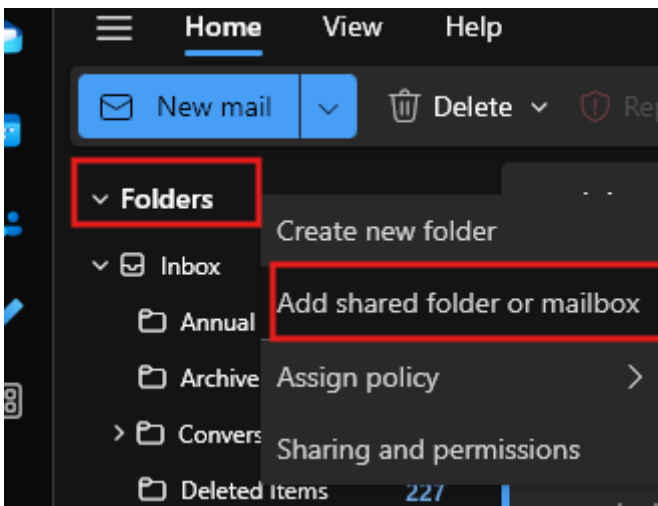 Home View Help
New mail Delete
Folders
Create new folder
Inbox
Add shared folder or mailbox
Annual
Archive
Assign policy
Sharing and permissions
Deleted Items 227